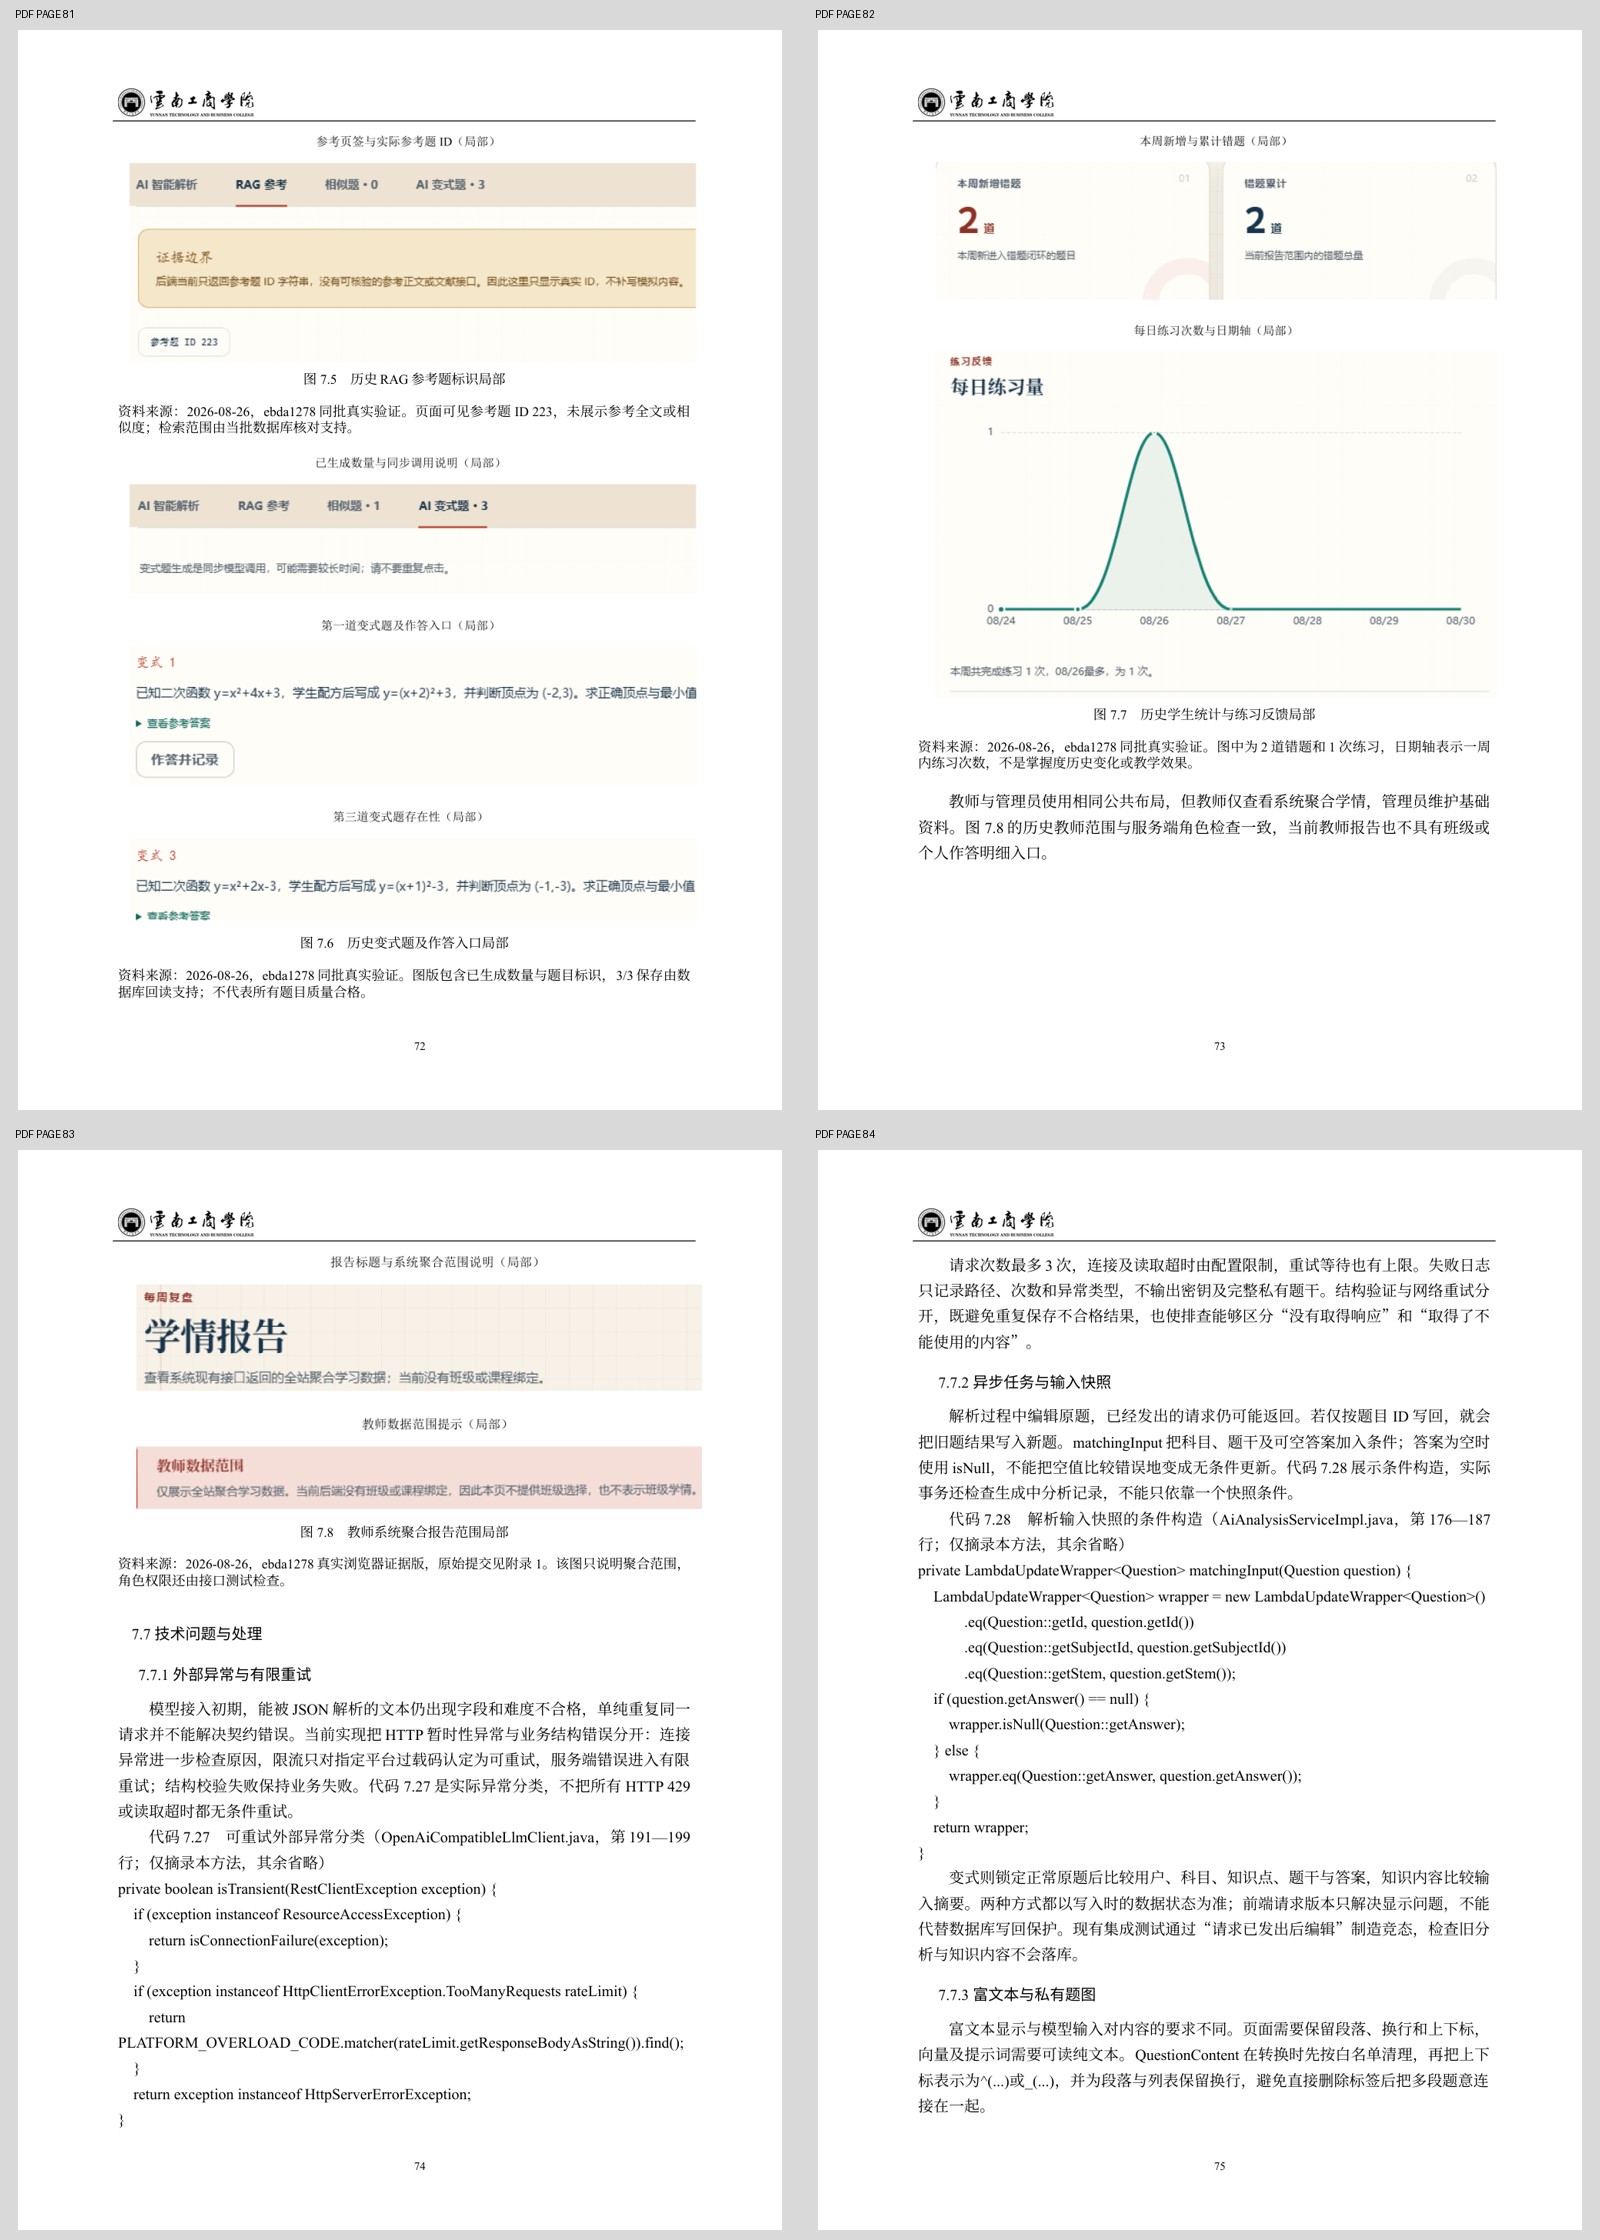 PDF PAGE 81
雲南工商學院
YUNNAN TECHNOLOGY AND BUSINESS COLLEGE
参考页签与实际参考题 ID（局部）
AI 智能解析 RAG 参考 相似题·0 AI 变式题·3
证据边界
后端当前只返回参考题 ID 字符串，没有可核验的参考正文或文献接口。因此这里只显示真实 ID，不补写模拟内容。
参考题 ID 223
图 7.5 历史 RAG 参考题标识局部
资料来源：2026-08-26，ebda1278 同批真实验证。页面可见参考题 ID 223，未展示参考全文或相
似度；检索范围由当批数据库核对支持。
已生成数量与同步调用说明（局部）
AI 智能解析 RAG 参考 相似题·1 AI 变式题·3
变式题生成是同步模型调用，可能需要较长时间；请不要重复点击。
第一道变式题及作答入口（局部）
变式 1
已知二次函数 y=x²+4x+3，学生配方后写成 y=(x+2)²+3，并判断顶点为 (-2,3)。求正确顶点与最小值
▶ 查看参考答案
作答并记录
第三道变式题存在性（局部）
变式 3
已知二次函数 y=x²+2x-3，学生配方后写成 y=(x+1)²-3，并判断顶点为 (-1,-3)。求正确顶点与最小值
▶ 查看参考答案
图 7.6 历史变式题及作答入口局部
资料来源：2026-08-26，ebda1278 同批真实验证。图版包含已生成数量与题目标识，3/3 保存由数
据库回读支持；不代表所有题目质量合格。
72
PDF PAGE 82
雲南工商學院
YUNNAN TECHNOLOGY AND BUSINESS COLLEGE
本周新增与累计错题（局部）
本周新增错题 01
2 道
本周新进入错题闭环的题目
错题累计 02
2 道
当前报告范围内的错题总量
每日练习次数与日期轴（局部）
练习反馈
每日练习量
1
0
08/24 08/25 08/26 08/27 08/28 08/29 08/30
本周共完成练习 1 次，08/26最多，为 1 次。
图 7.7 历史学生统计与练习反馈局部
资料来源：2026-08-26，ebda1278 同批真实验证。图中为 2 道错题和 1 次练习，日期轴表示一周
内练习次数，不是掌握度历史变化或教学效果。
教师与管理员使用相同公共布局，但教师仅查看系统聚合学情，管理员维护基础
资料。图 7.8 的历史教师范围与服务端角色检查一致，当前教师报告也不具有班级或
个人作答明细入口。
73
PDF PAGE 83
雲南工商學院
YUNNAN TECHNOLOGY AND BUSINESS COLLEGE
报告标题与系统聚合范围说明（局部）
每周复盘
学情报告
查看系统现有接口返回的全站聚合学习数据；当前没有班级或课程绑定。
教师数据范围提示（局部）
教师数据范围
仅展示全站聚合学习数据。当前后端没有班级或课程绑定，因此本页不提供班级选择，也不表示班级学情。
图 7.8 教师系统聚合报告范围局部
资料来源：2026-08-26，ebda1278 真实浏览器证据版，原始提交见附录 1。该图只说明聚合范围，
角色权限还由接口测试检查。
7.7 技术问题与处理
7.7.1 外部异常与有限重试
模型接入初期，能被 JSON 解析的文本仍出现字段和难度不合格，单纯重复同一
请求并不能解决契约错误。当前实现把 HTTP 暂时性异常与业务结构错误分开：连接
异常进一步检查原因，限流只对指定平台过载码认定为可重试，服务端错误进入有限
重试；结构校验失败保持业务失败。代码 7.27 是实际异常分类，不把所有 HTTP 429
或读取超时都无条件重试。
代码 7.27 可重试外部异常分类（OpenAiCompatibleLlmClient.java，第 191—199
行；仅摘录本方法，其余省略）
private boolean isTransient(RestClientException exception) {
if (exception instanceof ResourceAccessException) {
return isConnectionFailure(exception);
}
if (exception instanceof HttpClientErrorException.TooManyRequests rateLimit) {
return
PLATFORM_OVERLOAD_CODE.matcher(rateLimit.getResponseBodyAsString()).find();
}
return exception instanceof HttpServerErrorException;
}
74
PDF PAGE 84
雲南工商學院
YUNNAN TECHNOLOGY AND BUSINESS COLLEGE
请求次数最多 3 次，连接及读取超时由配置限制，重试等待也有上限。失败日志
只记录路径、次数和异常类型，不输出密钥及完整私有题干。结构验证与网络重试分
开，既避免重复保存不合格结果，也使排查能够区分“没有取得响应”和“取得了不
能使用的内容”。
7.7.2 异步任务与输入快照
解析过程中编辑原题，已经发出的请求仍可能返回。若仅按题目 ID 写回，就会
把旧题结果写入新题。matchingInput 把科目、题干及可空答案加入条件；答案为空时
使用 isNull，不能把空值比较错误地变成无条件更新。代码 7.28 展示条件构造，实际
事务还检查生成中分析记录，不能只依靠一个快照条件。
代码 7.28 解析输入快照的条件构造（AiAnalysisServiceImpl.java，第 176—187
行；仅摘录本方法，其余省略）
private LambdaUpdateWrapper<Question> matchingInput(Question question) {
LambdaUpdateWrapper<Question> wrapper = new LambdaUpdateWrapper<Question>()
.eq(Question::getId, question.getId())
.eq(Question::getSubjectId, question.getSubjectId())
.eq(Question::getStem, question.getStem());
if (question.getAnswer() == null) {
wrapper.isNull(Question::getAnswer);
} else {
wrapper.eq(Question::getAnswer, question.getAnswer());
}
return wrapper;
}
变式则锁定正常原题后比较用户、科目、知识点、题干与答案，知识内容比较输
入摘要。两种方式都以写入时的数据状态为准；前端请求版本只解决显示问题，不能
代替数据库写回保护。现有集成测试通过“请求已发出后编辑”制造竞态，检查旧分
析与知识内容不会落库。
7.7.3 富文本与私有题图
富文本显示与模型输入对内容的要求不同。页面需要保留段落、换行和上下标，
向量及提示词需要可读纯文本。QuestionContent 在转换时先按白名单清理，再把上下
标表示为^(...)或_(...)，并为段落与列表保留换行，避免直接删除标签后把多段题意连
接在一起。
75